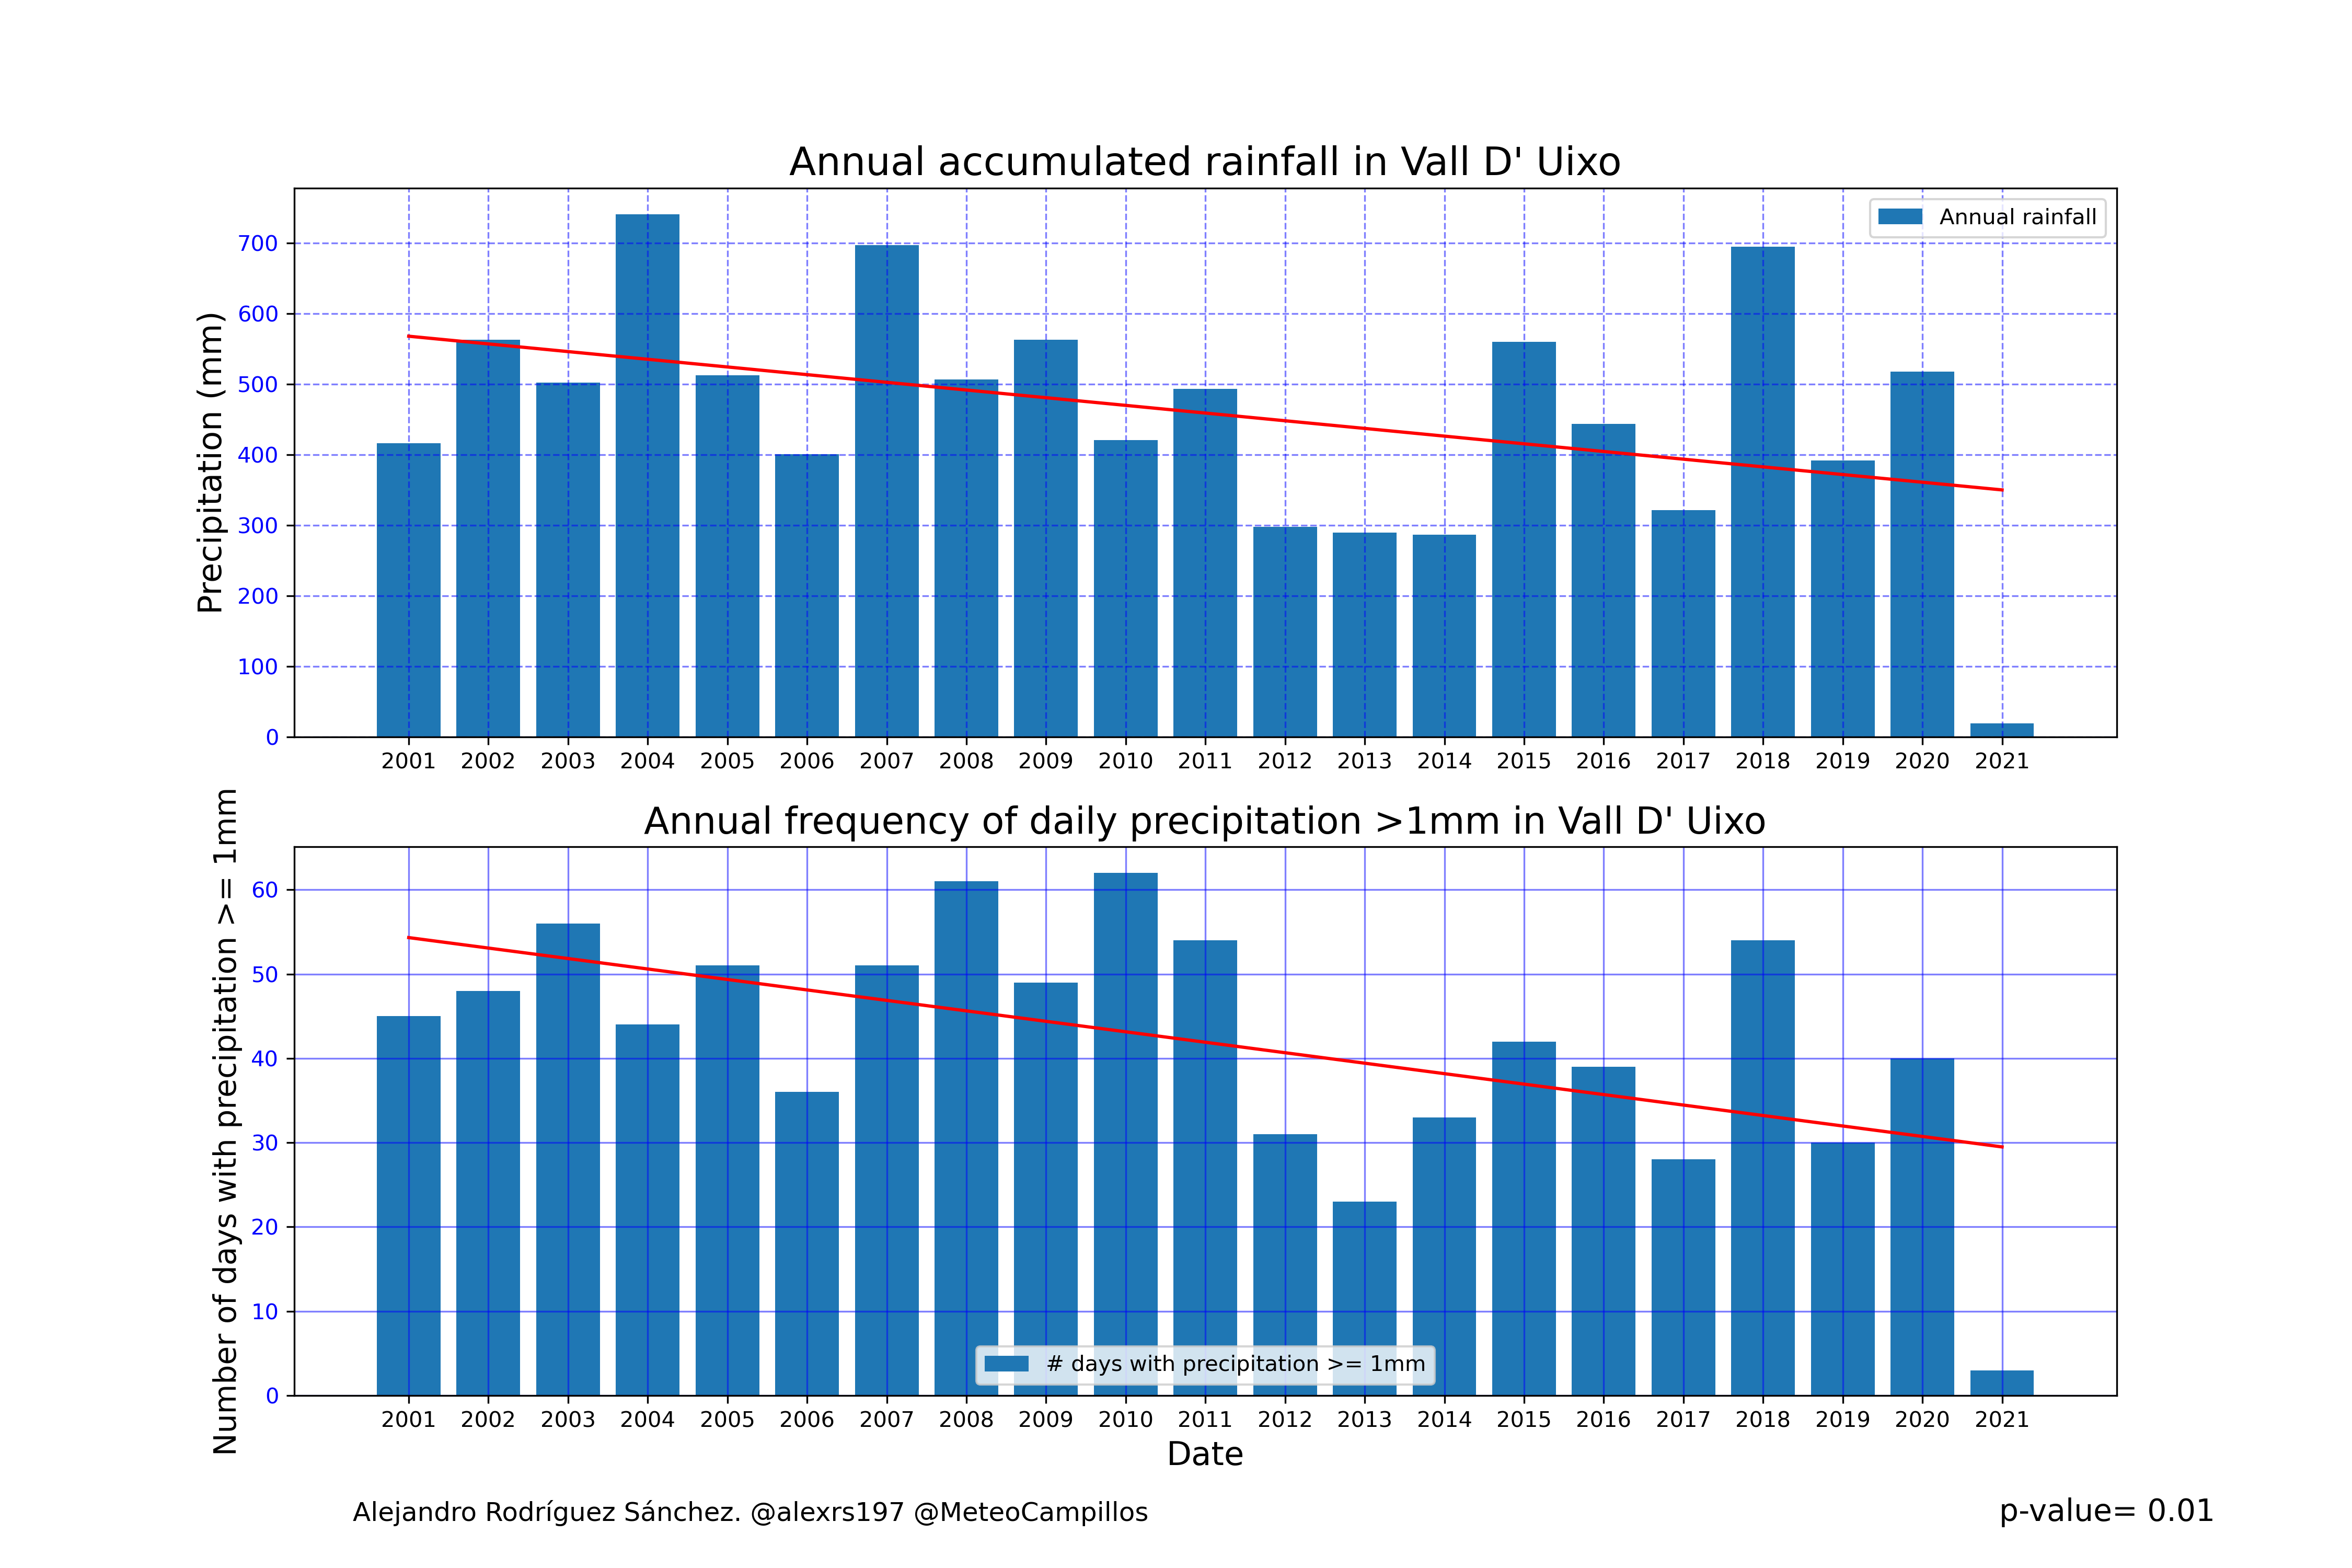 Annual accumulated rainfall in Vall D' Uixo
Annual rainfall
Precipitation (mm)
700
600
500
400
300
200
100
0
2001 2002 2003 2004 2005 2006 2007 2008 2009 2010 2011 2012 2013 2014 2015 2016 2017 2018 2019 2020 2021
Annual frequency of daily precipitation >1mm in Vall D' Uixo
Number of days with precipitation >= 1mm
60
50
40
30
20
10
0
# days with precipitation >= 1mm
2001 2002 2003 2004 2005 2006 2007 2008 2009 2010 2011 2012 2013 2014 2015 2016 2017 2018 2019 2020 2021
Date
Alejandro Rodríguez Sánchez. @alexrs197 @MeteoCampillos
p-value= 0.01